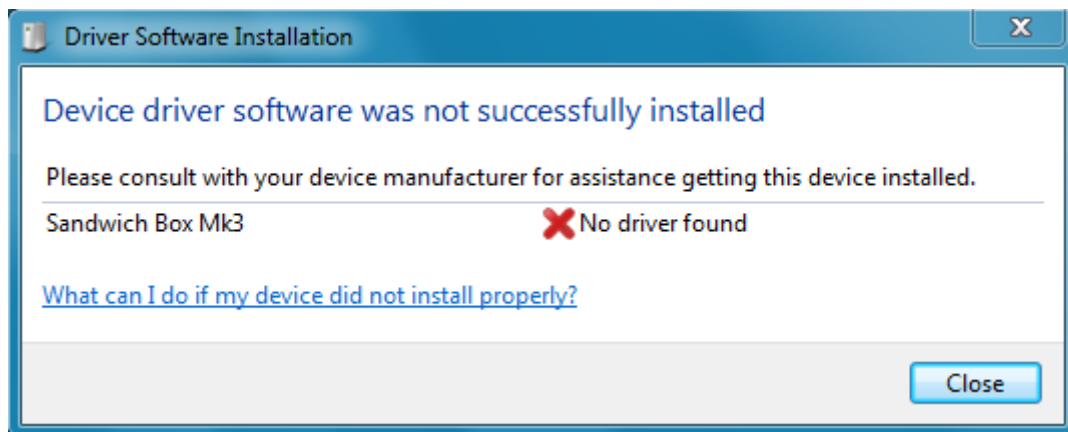 Driver Software Installation
Device driver software was not successfully installed
Please consult with your device manufacturer for assistance getting this device installed.
Sandwich Box Mk3 No driver found
What can I do if my device did not install properly?
Close